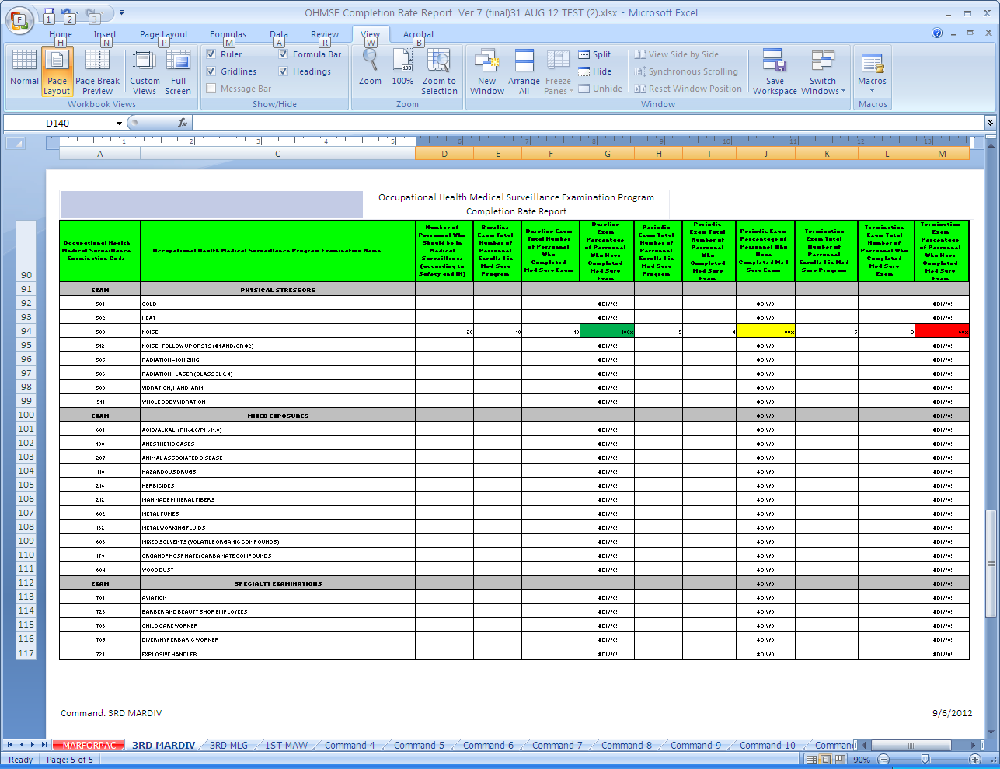 OHMSE Completion Rate Report Ver 7 (final)31 AUG 12 TEST (2).xlsx - Microsoft Excel
F 1 2 3
Home Insert Page Layout Formulas Data Review View Acrobat
H N P M A R W B
Normal Page Layout Page Break Preview Custom Views Full Screen
Workbook Views
Ruler Formula Bar
Gridlines Headings
Message Bar
Show/Hide
Zoom 100% Zoom to Selection
Zoom
New Window Arrange All Freeze Panes Split Hide Unhide
View Side by Side
Synchronous Scrolling
Reset Window Position
Save Workspace Switch Windows
Window
Macros
Macros
D140 fx
1 2 3 4 5 6 7 8 9 10 11 12 13
A C D E F G H I J K L M
Occupational Health Medical Surveillance Examination Program
Completion Rate Report
90
Occupational Health Medical Surveillance Examination Code
Occupational Health Medical Surveillance Program Examination Name
Number of Personnel Who Should be in Medical Surveillance (according to Safety and IH)
Baseline Exam Total Number of Personnel Enrolled in Med Surv Program
Baseline Exam Total Number of Personnel Who Completed Med Surv Exam
Baseline Exam Percentage of Personnel Who Have Completed Med Surv Exam
Periodic Exam Total Number of Personnel Enrolled in Med Surv Program
Periodic Exam Total Number of Personnel Who Completed Med Surv Exam
Periodic Exam Percentage of Personnel Who Have Completed Med Surv Exam
Termination Exam Total Number of Personnel Enrolled in Med Surv Program
Termination Exam Total Number of Personnel Who Completed Med Surv Exam
Termination Exam Percentage of Personnel Who Have Completed Med Surv Exam
91 EXAM PHYSICAL STRESSORS
92 501 COLD #DIV/0! #DIV/0! #DIV/0!
93 502 HEAT #DIV/0! #DIV/0! #DIV/0!
94 503 NOISE 20 10 10 100% 5 4 80% 5 3 60%
95 512 NOISE - FOLLOW UP OF STS (#1 AND/OR #2) #DIV/0! #DIV/0! #DIV/0!
96 505 RADIATION - IONIZING #DIV/0! #DIV/0! #DIV/0!
97 506 RADIATION - LASER (CLASS 3b & 4) #DIV/0! #DIV/0! #DIV/0!
98 508 VIBRATION, HAND-ARM #DIV/0! #DIV/0! #DIV/0!
99 511 WHOLE BODY VIBRATION #DIV/0! #DIV/0! #DIV/0!
100 EXAM MIXED EXPOSURES #DIV/0! #DIV/0!
101 601 ACID/ALKALI (PH<4.0/PH>11.0) #DIV/0! #DIV/0! #DIV/0!
102 108 ANESTHETIC GASES #DIV/0! #DIV/0! #DIV/0!
103 207 ANIMAL ASSOCIATED DISEASE #DIV/0! #DIV/0! #DIV/0!
104 110 HAZARDOUS DRUGS #DIV/0! #DIV/0! #DIV/0!
105 216 HERBICIDES #DIV/0! #DIV/0! #DIV/0!
106 212 MANMADE MINERAL FIBERS #DIV/0! #DIV/0! #DIV/0!
107 602 METAL FUMES #DIV/0! #DIV/0! #DIV/0!
108 162 METALWORKING FLUIDS #DIV/0! #DIV/0! #DIV/0!
109 603 MIXED SOLVENTS (VOLATILE ORGANIC COMPOUNDS) #DIV/0! #DIV/0! #DIV/0!
110 179 ORGANOPHOSPHATE/CARBAMATE COMPOUNDS #DIV/0! #DIV/0! #DIV/0!
111 604 WOOD DUST #DIV/0! #DIV/0! #DIV/0!
112 EXAM SPECIALTY EXAMINATIONS #DIV/0! #DIV/0!
113 701 AVIATION #DIV/0! #DIV/0! #DIV/0!
114 723 BARBER AND BEAUTY SHOP EMPLOYEES #DIV/0! #DIV/0! #DIV/0!
115 703 CHILD CARE WORKER #DIV/0! #DIV/0! #DIV/0!
116 705 DIVER/HYPERBARIC WORKER #DIV/0! #DIV/0! #DIV/0!
117 721 EXPLOSIVE HANDLER #DIV/0! #DIV/0! #DIV/0!
Command: 3RD MARDIV 9/6/2012
MARFORPAC 3RD MARDIV 3RD MLG 1ST MAW Command 4 Command 5 Command 6 Command 7 Command 8 Command 9 Command 10 Comman
Ready Page: 5 of 5 90%